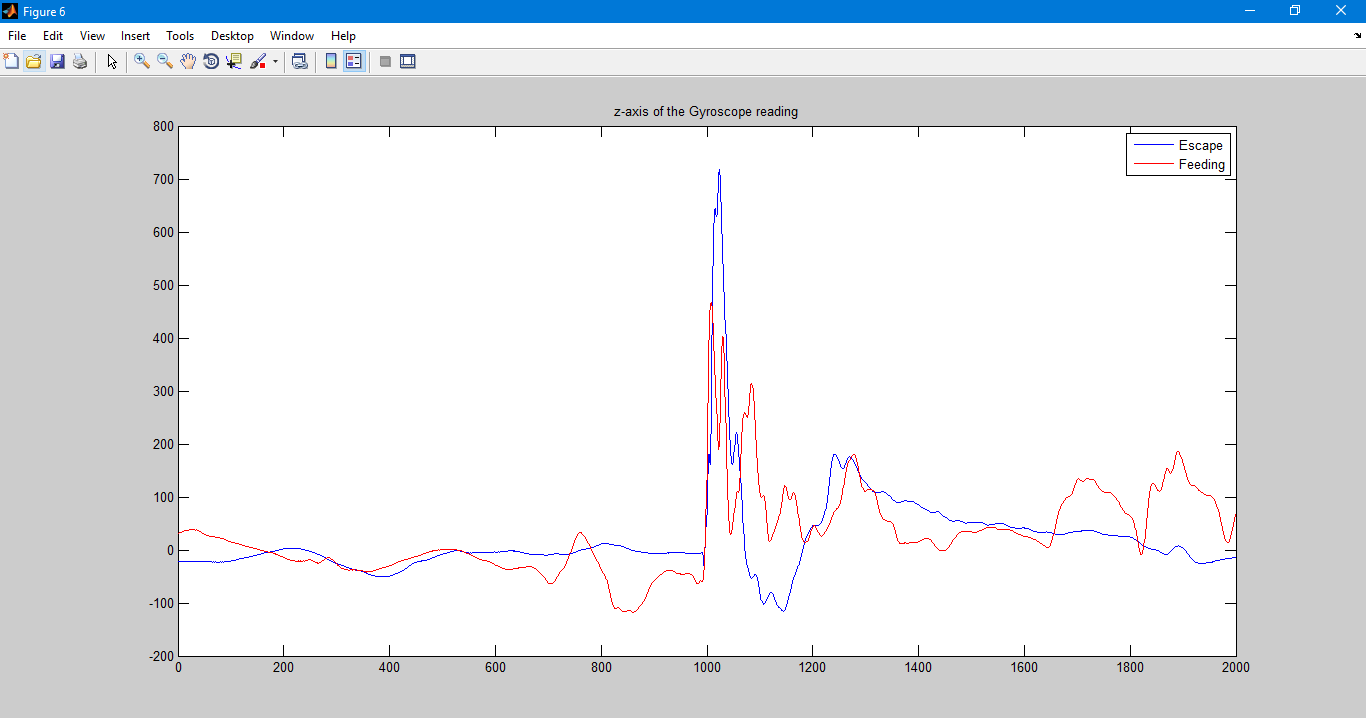 Figure 6
File Edit View Insert Tools Desktop Window Help
z-axis of the Gyroscope reading
800
700
600
500
400
300
200
100
0
-100
-200
Escape
Feeding
0 200 400 600 800 1000 1200 1400 1600 1800 2000